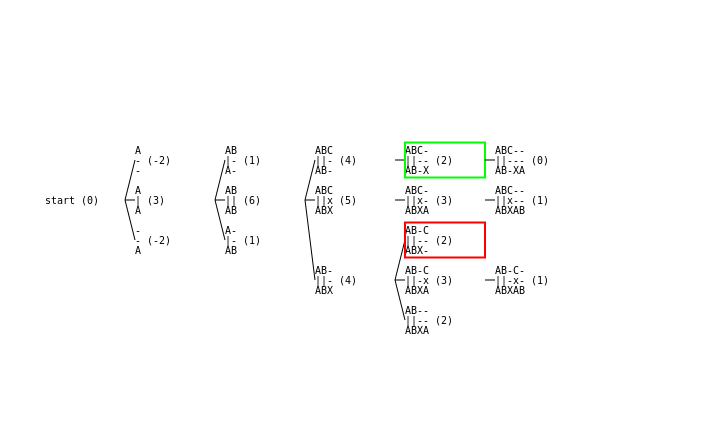 start (0)
A
- (-2)
-
A
| (3)
A
-
- (-2)
A
AB
|- (1)
A-
AB
|| (6)
AB
A-
|- (1)
AB
ABC
||- (4)
AB-
ABC
||x (5)
ABX
AB-
||- (4)
ABX
ABC-
||-- (2)
AB-X
ABC-
||x- (3)
ABXA
AB-C
||-- (2)
ABX-
AB-C
||-x (3)
ABXA
AB--
||-- (2)
ABXA
ABC--
||--- (0)
AB-XA
ABC--
||x-- (1)
ABXAB
AB-C-
||-x- (1)
ABXAB